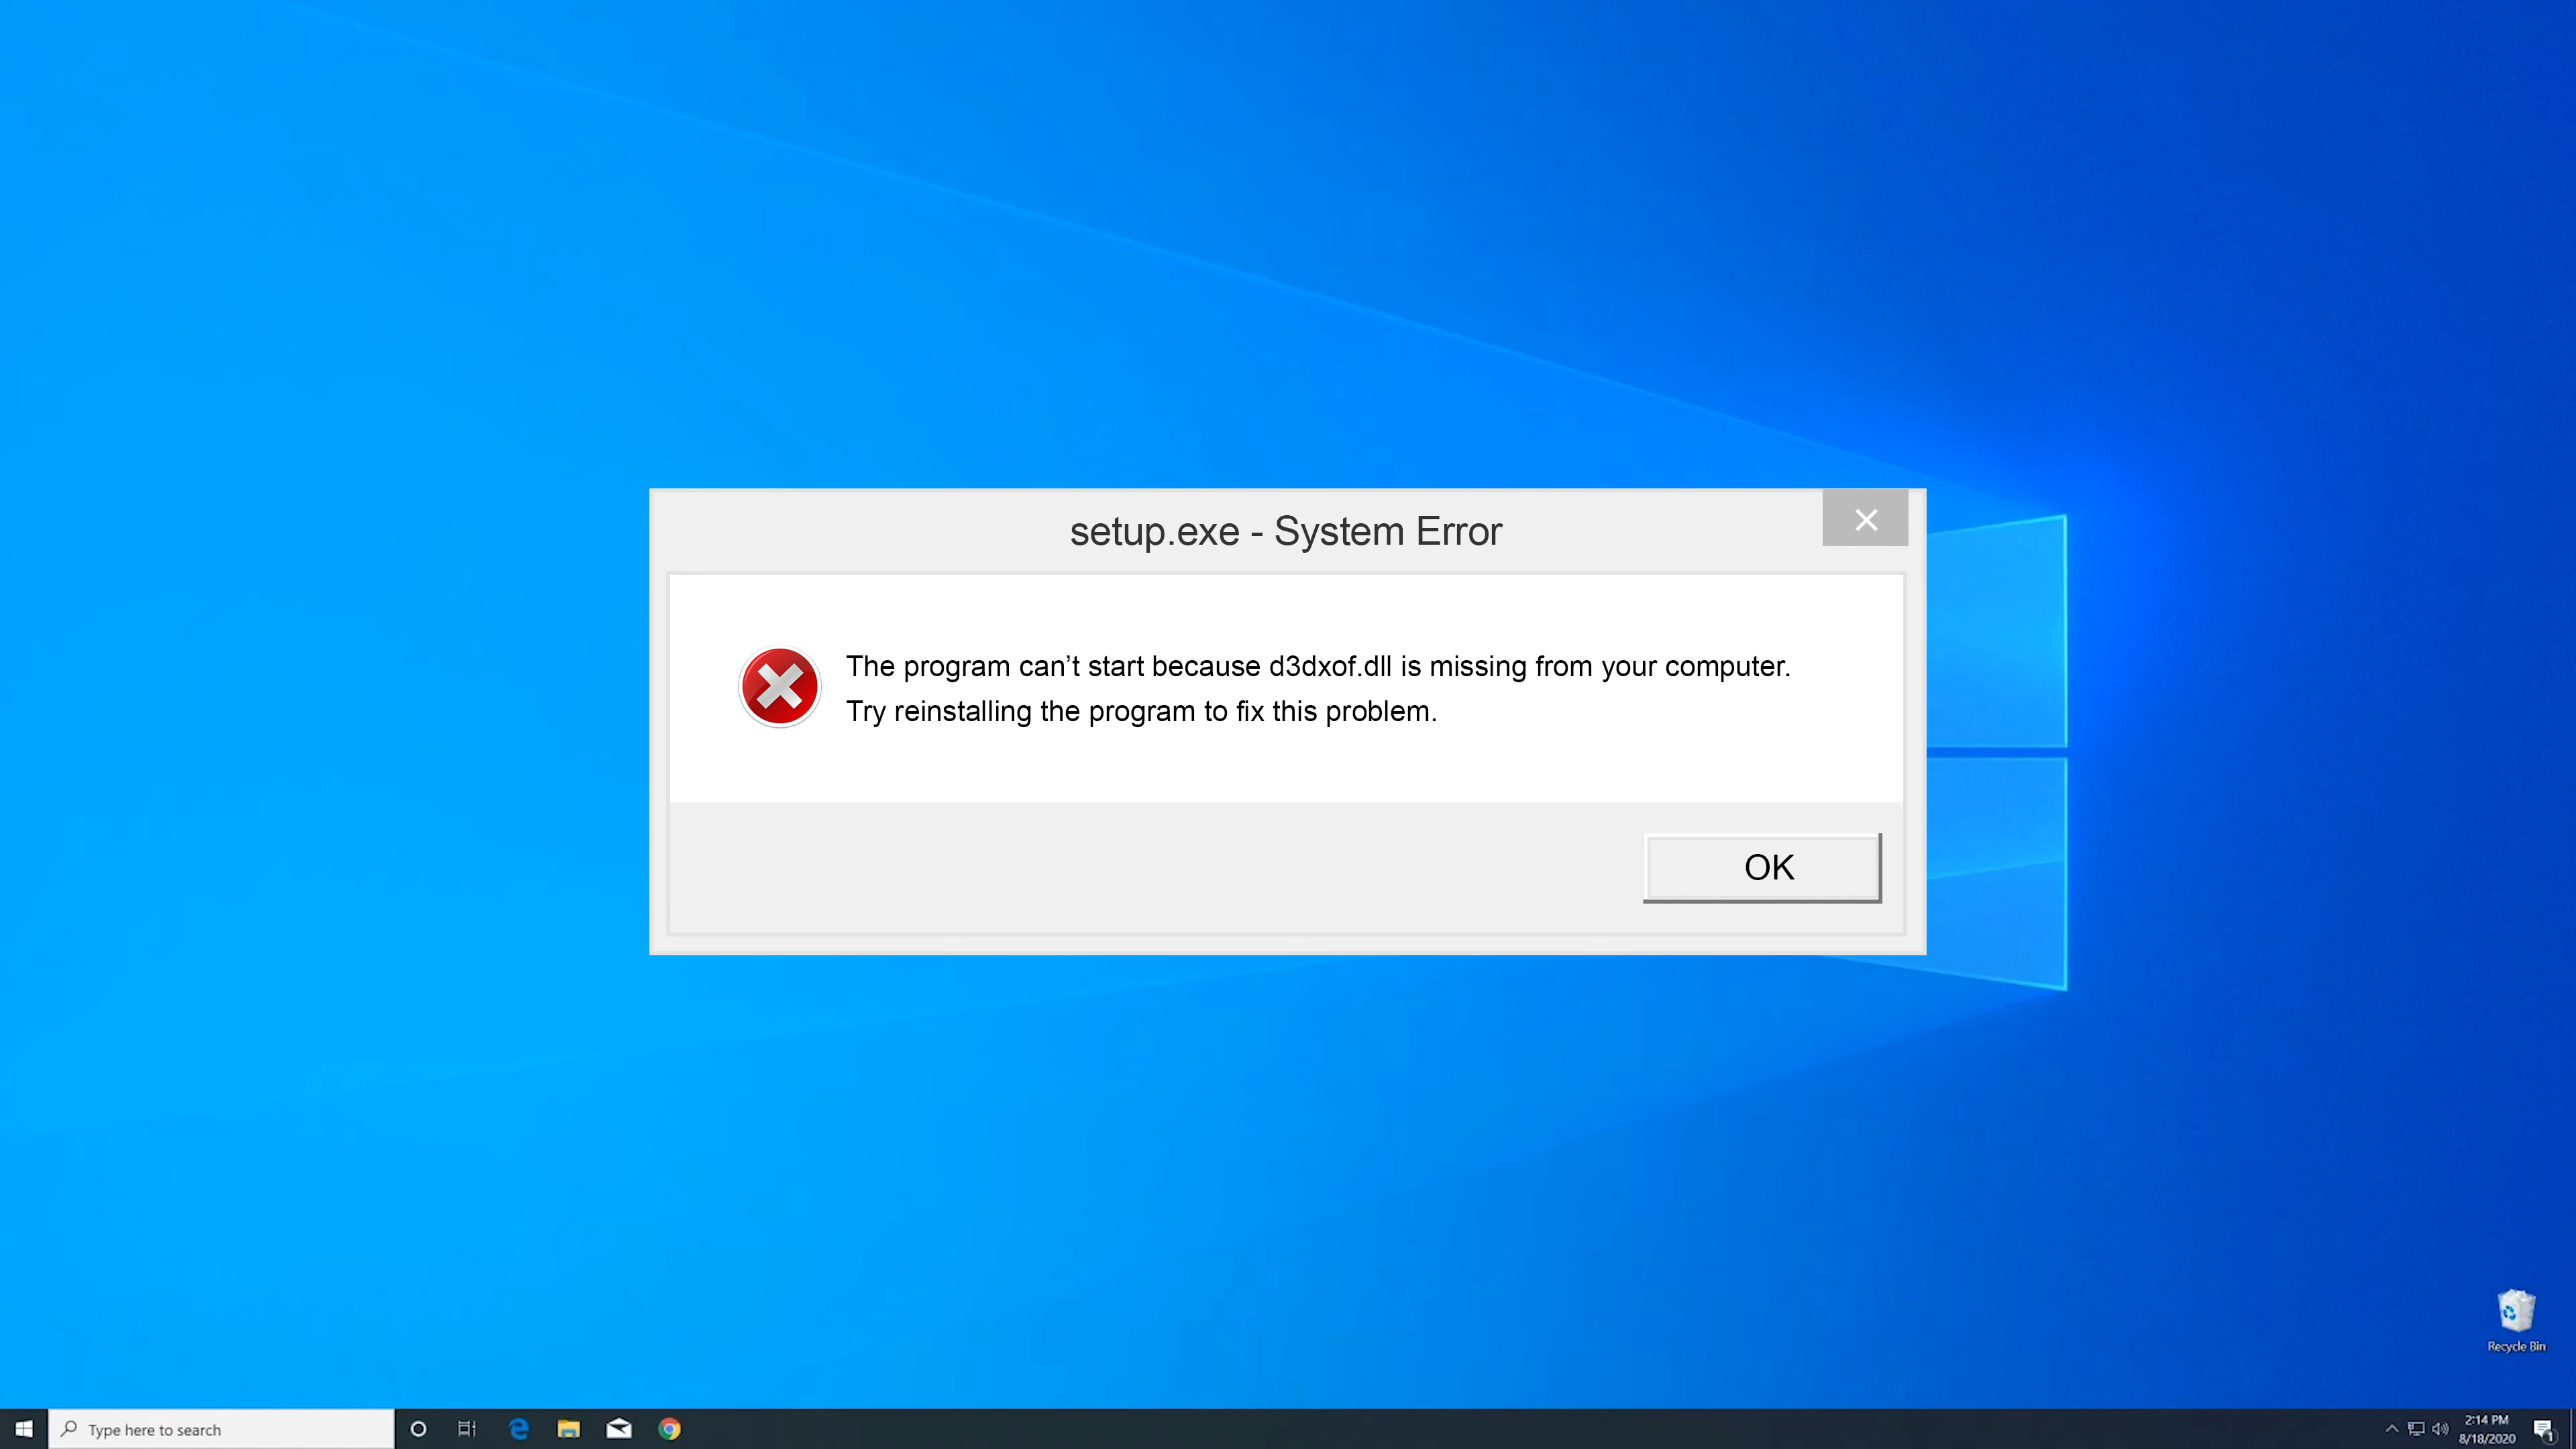 setup.exe - System Error
The program can’t start because d3dxof.dll is missing from your computer.
Try reinstalling the program to fix this problem.
OK
Recycle Bin
Type here to search
2:14 PM
8/18/2020
1